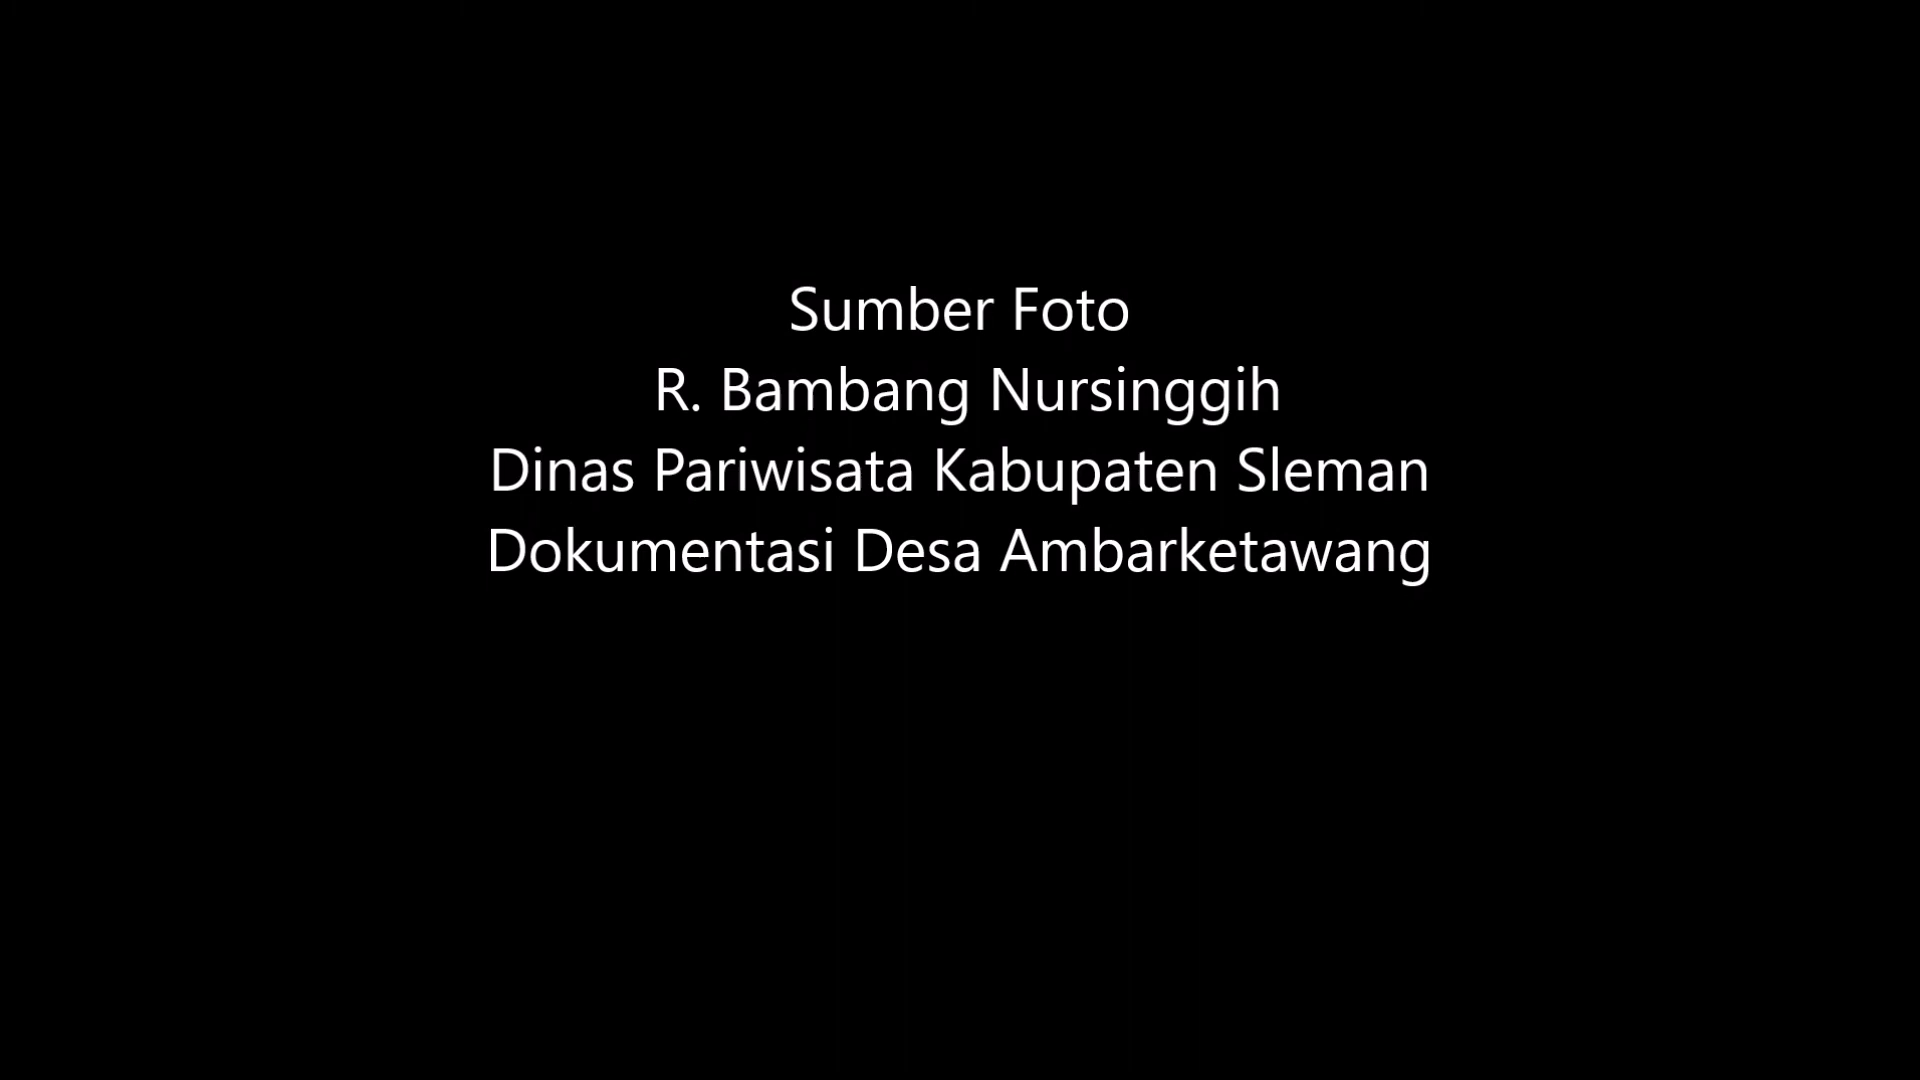 Sumber Foto
R. Bambang Nursinggih
Dinas Pariwisata Kabupaten Sleman
Dokumentasi Desa Ambarketawang